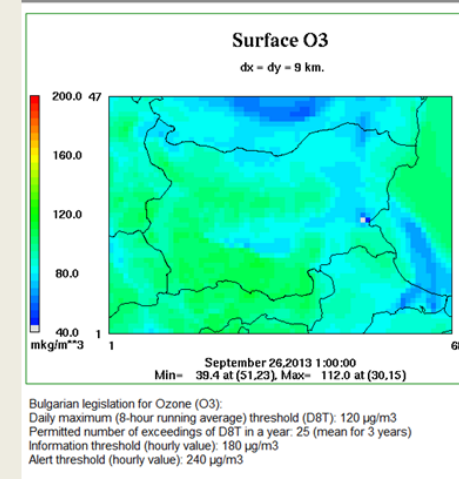 Surface O3
dx = dy = 9 km.
200.0
160.0
120.0
80.0
40.0
mkg/m**3
47
1
1
September 26,2013 1:00:00
Min= 39.4 at (51,23), Max= 112.0 at (30,15)
Bulgarian legislation for Ozone (O3):
Daily maximum (8-hour running average) threshold (D8T): 120 µg/m3
Permitted number of exceedings of D8T in a year: 25 (mean for 3 years)
Information threshold (hourly value): 180 µg/m3
Alert threshold (hourly value): 240 µg/m3